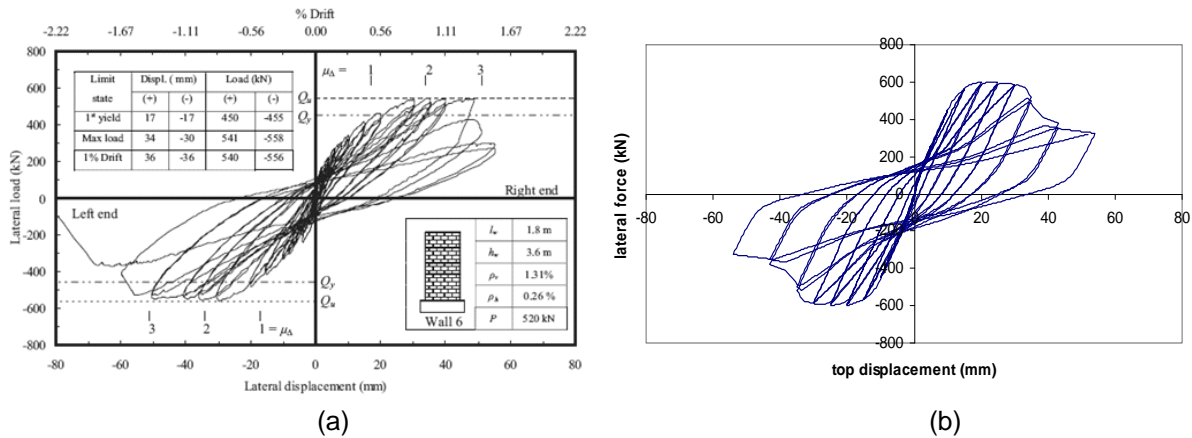 % Drift
-2.22 -1.67 -1.11 -0.56 0.00 0.56 1.11 1.67 2.22
800
600
400
200
0
-200
-400
-600
-800
Lateral load (kN)
Limit state Displ. ( mm) Load (kN)
(+) (-) (+) (-)
1st yield 17 -17 450 -455
Max load 34 -30 541 -558
1% Drift 36 -36 540 -556
μΔ = 1 2 3
Qu
Qy
Right end
Left end
lw 1.8 m
hw 3.6 m
ρv 1.31%
ρh 0.26 %
P 520 kN
Wall 6
Qy
Qu
3 2 1 = μΔ
-80 -60 -40 -20 0 20 40 60 80
Lateral displacement (mm)
(a)
800
600
400
200
0
-200
-400
-600
-800
-80 -60 -40 -20 0 20 40 60 80
lateral force (kN)
top displacement (mm)
(b)